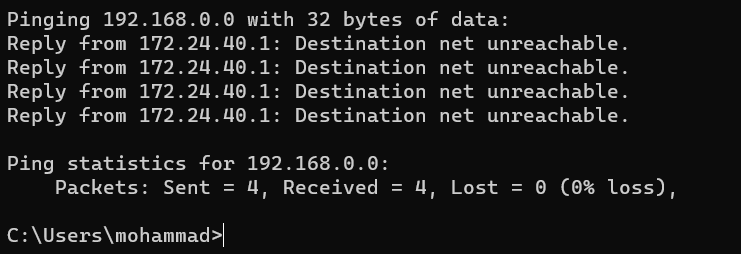 Pinging 192.168.0.0 with 32 bytes of data:
Reply from 172.24.40.1: Destination net unreachable.
Reply from 172.24.40.1: Destination net unreachable.
Reply from 172.24.40.1: Destination net unreachable.
Reply from 172.24.40.1: Destination net unreachable.

Ping statistics for 192.168.0.0:
    Packets: Sent = 4, Received = 4, Lost = 0 (0% loss),

C:\Users\mohammad>